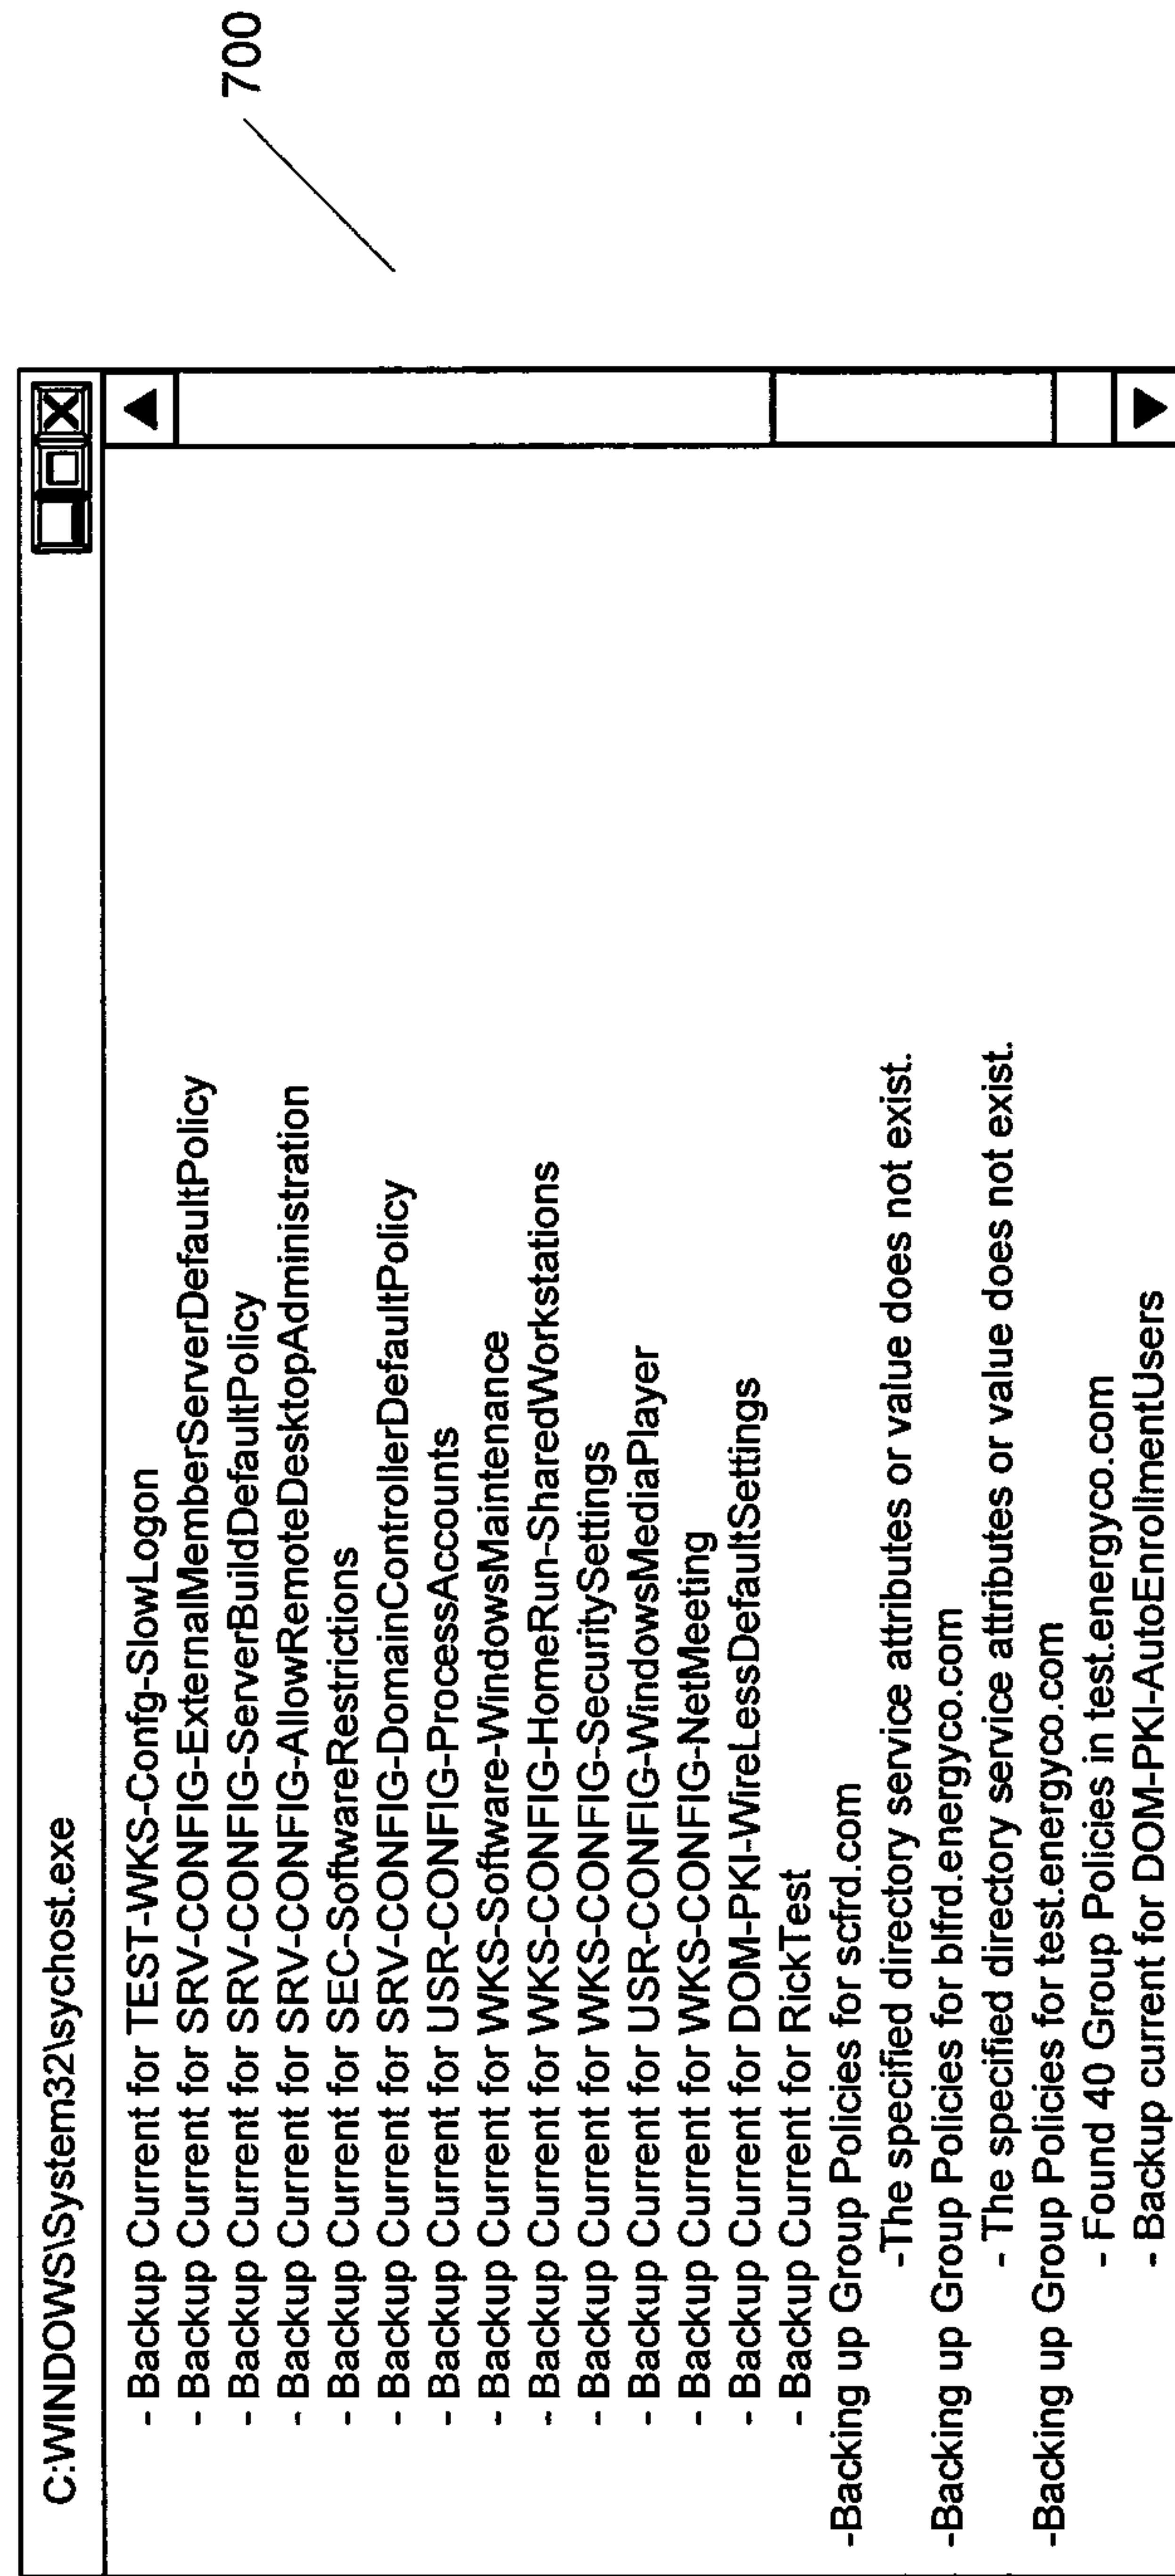 C:WINDOWS\System32\sychost.exe
- Backup Current for TEST-WKS-Confg-SlowLogon
- Backup Current for SRV-CONFIG-ExternalMemberServerDefaultPolicy
- Backup Current for SRV-CONFIG-ServerBuildDefaultPolicy
- Backup Current for SRV-CONFIG-AllowRemoteDesktopAdministration
- Backup Current for SEC-SoftwareRestrictions
- Backup Current for SRV-CONFIG-DomainControllerDefaultPolicy
- Backup Current for USR-CONFIG-ProcessAccounts
- Backup Current for WKS-Software-WindowsMaintenance
- Backup Current for WKS-CONFIG-HomeRun-SharedWorkstations
- Backup Current for WKS-CONFIG-SecuritySettings
- Backup Current for USR-CONFIG-WindowsMediaPlayer
- Backup Current for WKS-CONFIG-NetMeeting
- Backup Current for DOM-PKI-WireLessDefaultSettings
- Backup Current for RickTest
-Backing up Group Policies for scfrd.com
-The specified directory service attributes or value does not exist.
-Backing up Group Policies for blfrd.energyco.com
- The specified directory service attributes or value does not exist.
-Backing up Group Policies for test.energyco.com
- Found 40 Group Policies in test.energyco.com
- Backup current for DOM-PKI-AutoEnrollmentUsers
700